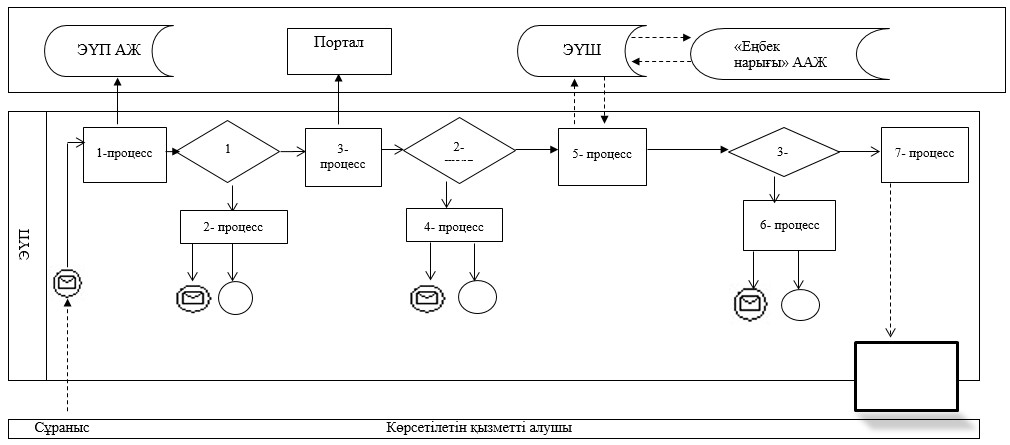 ЭҮП АЖ
Портал
ЭҮШ
«Еңбек
нарығы» ААЖ
1-процесс
1
3-
процесс
2-
5- процесс
3-
7- процесс
2- процесс
4- процесс
6- процесс
ЭҮП
Сұраныс
Көрсетілетін қызметті алушы